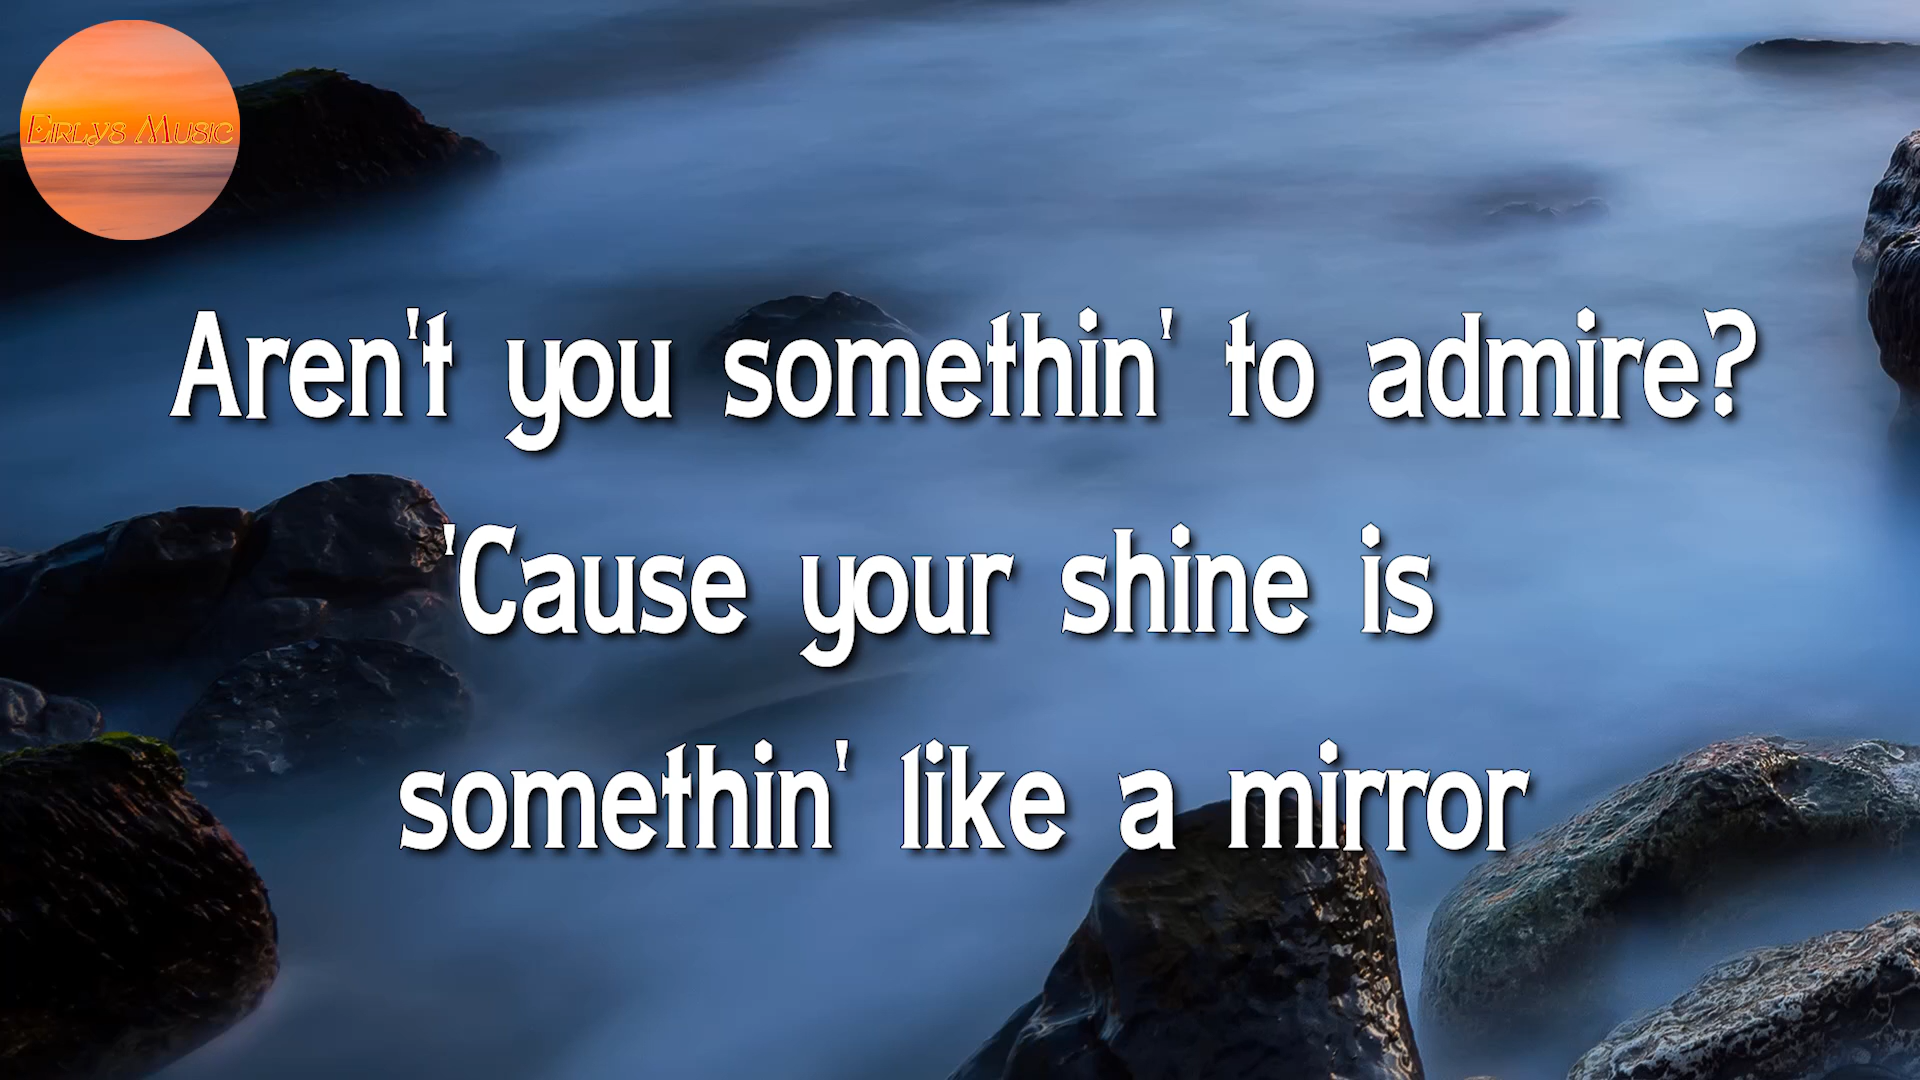 Eirlys Music
Aren't you somethin' to admire?
'Cause your shine is
somethin' like a mirror